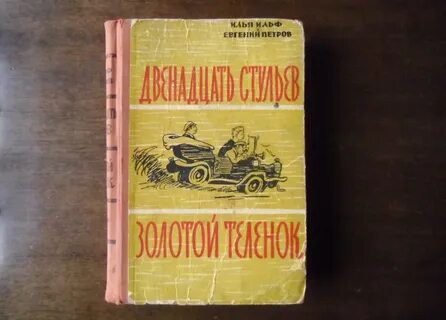 ИЛЬЯ ИЛЬФ
ЕВГЕНИЙ ПЕТРОВ
ДВЕНАДЦАТЬ СТУЛЬЕВ
ЗОЛОТОЙ ТЕЛЕНОК